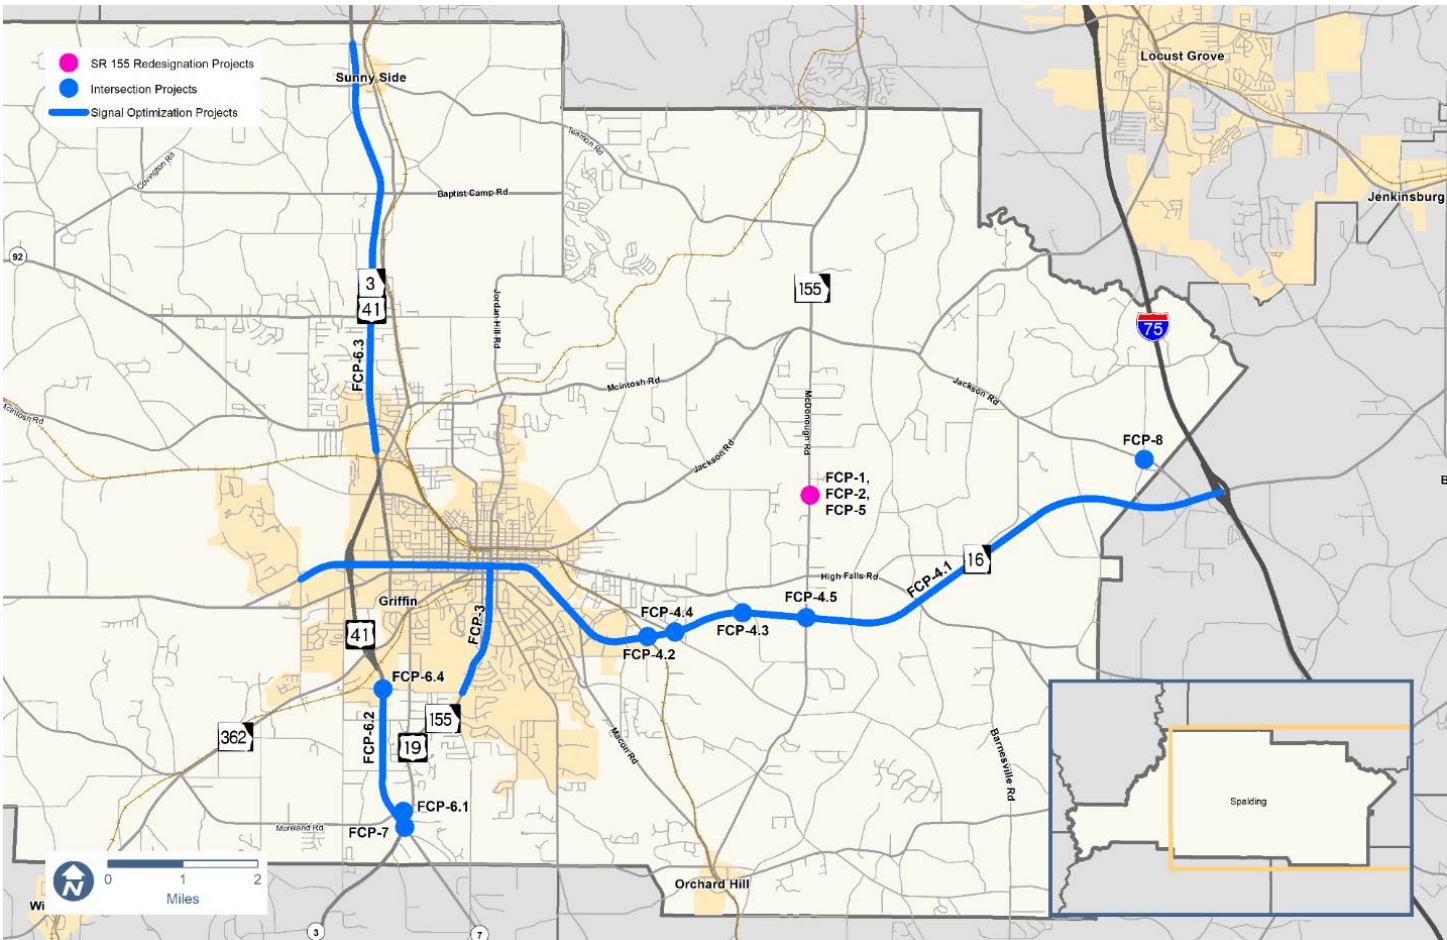 SR 155 Redesignation Projects
Intersection Projects
Signal Optimization Projects
Sunny Side
Locust Grove
Jenkinsburg
Teamon Rd
Covington Rd
Baptist Camp Rd
92
3
41
155
75
Jordan Hill Rd
FCP-6.3
Mcintosh Rd
Mcintosh Rd
Jackson Rd
McDonough Rd
Jackson Rd
FCP-8
FCP-1,
FCP-2,
FCP-5
16
High Falls Rd
FCP-4.1
FCP-4.5
FCP-4.4
FCP-4.3
FCP-4.2
Griffin
FCP-3
41
FCP-6.4
155
362
19
FCP-6.2
Macon Rd
Barnesville Rd
FCP-6.1
FCP-7
Moreland Rd
Spalding
N
0 1 2
Miles
Orchard Hill
Wi
3
7
B